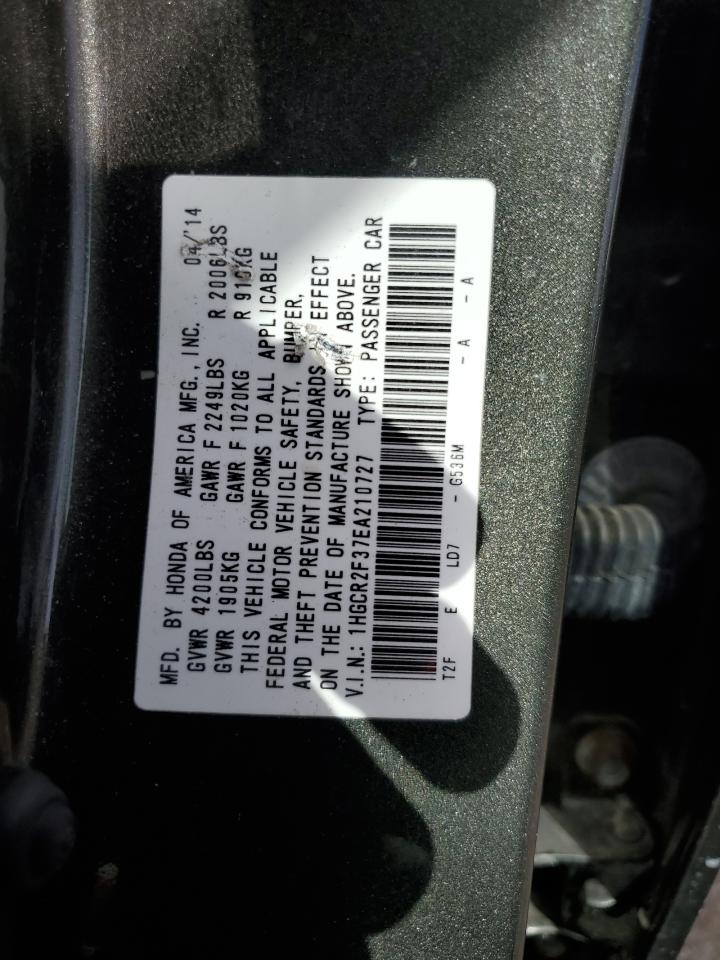 MFD. BY HONDA OF AMERICA MFG., INC. 04/'14
GVWR 4200LBS GAWR F 2249LBS R 2006LBS
GVWR 1905KG GAWR F 1020KG R 910KG
THIS VEHICLE CONFORMS TO ALL APPLICABLE
FEDERAL MOTOR VEHICLE SAFETY, BUMPER,
AND THEFT PREVENTION STANDARDS EFFECT
ON THE DATE OF MANUFACTURE SHOWN ABOVE.
V.I.N.: 1HGCR2F37EA210727 TYPE: PASSENGER CAR
T2F E LD7 - G536M - A - A